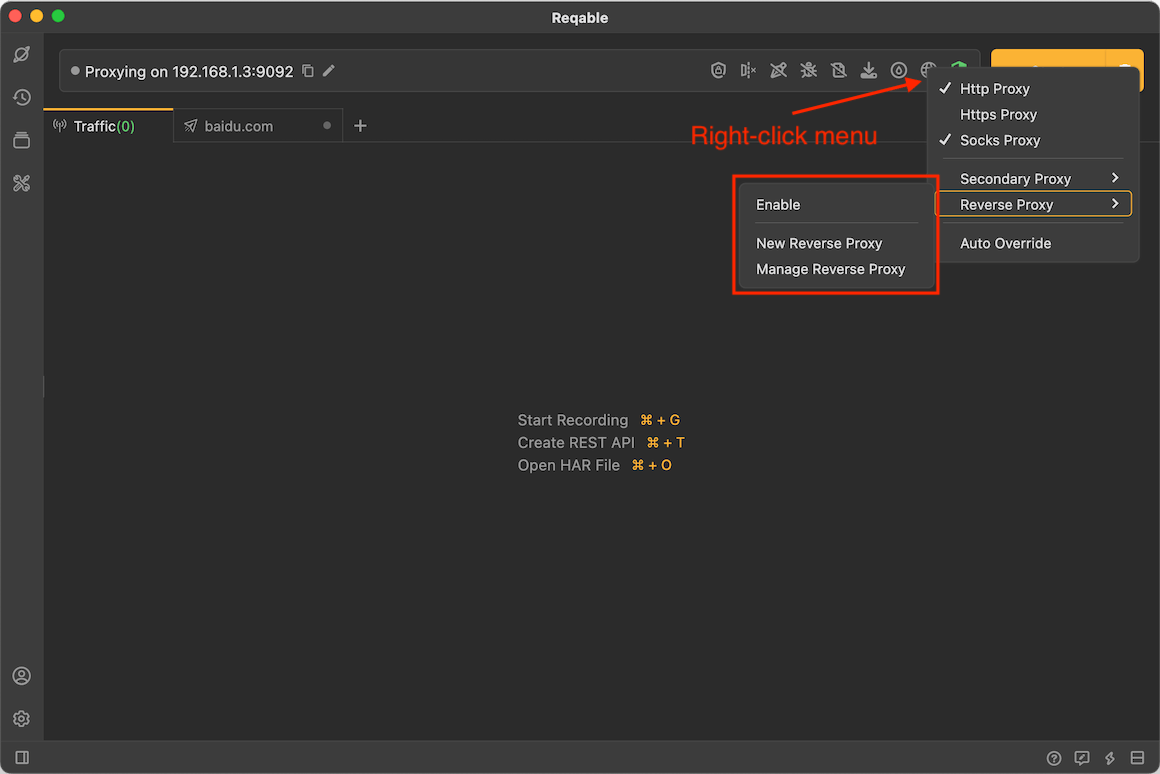 Reqable
Proxying on 192.168.1.3:9092
Traffic(0)
baidu.com
Right-click menu
Http Proxy
Https Proxy
Socks Proxy
Secondary Proxy
Reverse Proxy
Auto Override
Enable
New Reverse Proxy
Manage Reverse Proxy
Start Recording ⌘ + G
Create REST API ⌘ + T
Open HAR File ⌘ + O